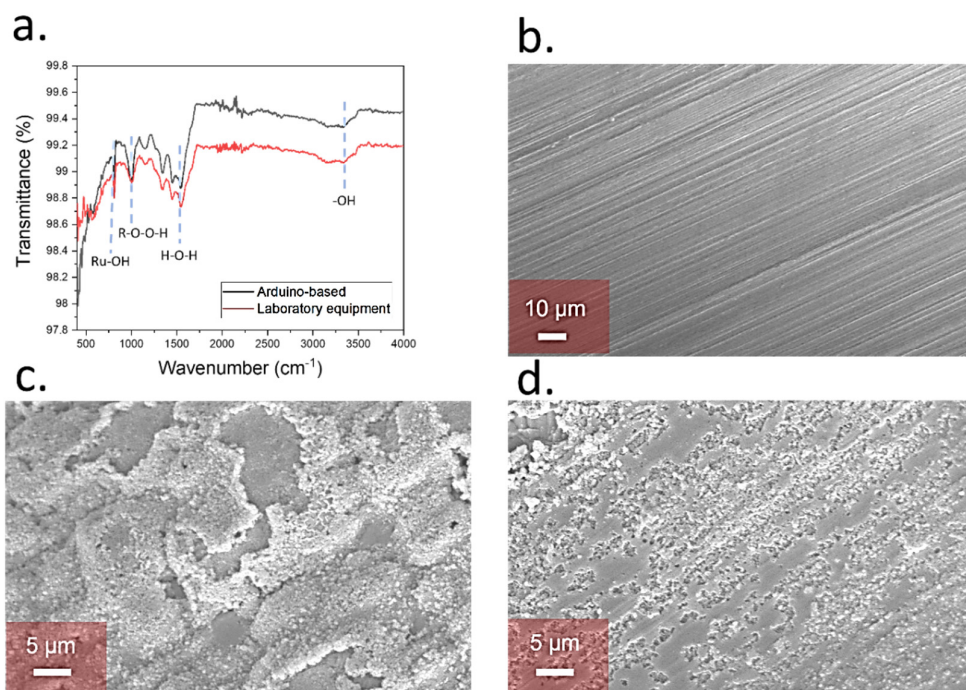 a.
99.8
99.6
99.4
99.2
99
98.8
98.6
98.4
98.2
98
97.8
Transmittance (%)
Ru-OH
R-O-O-H
H-O-H
-OH
Arduino-based
Laboratory equipment
500
1000
1500
2000
2500
3000
3500
4000
Wavenumber (cm⁻¹)
b.
10 µm
c.
5 µm
d.
5 µm